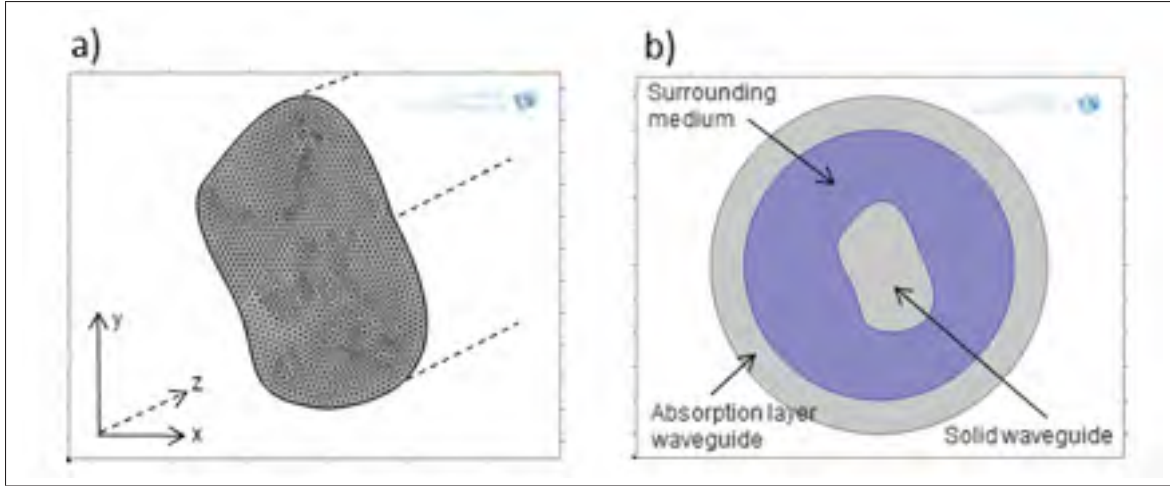 a)
y
z
x
b)
Surrounding
medium
Absorption layer
waveguide
Solid waveguide